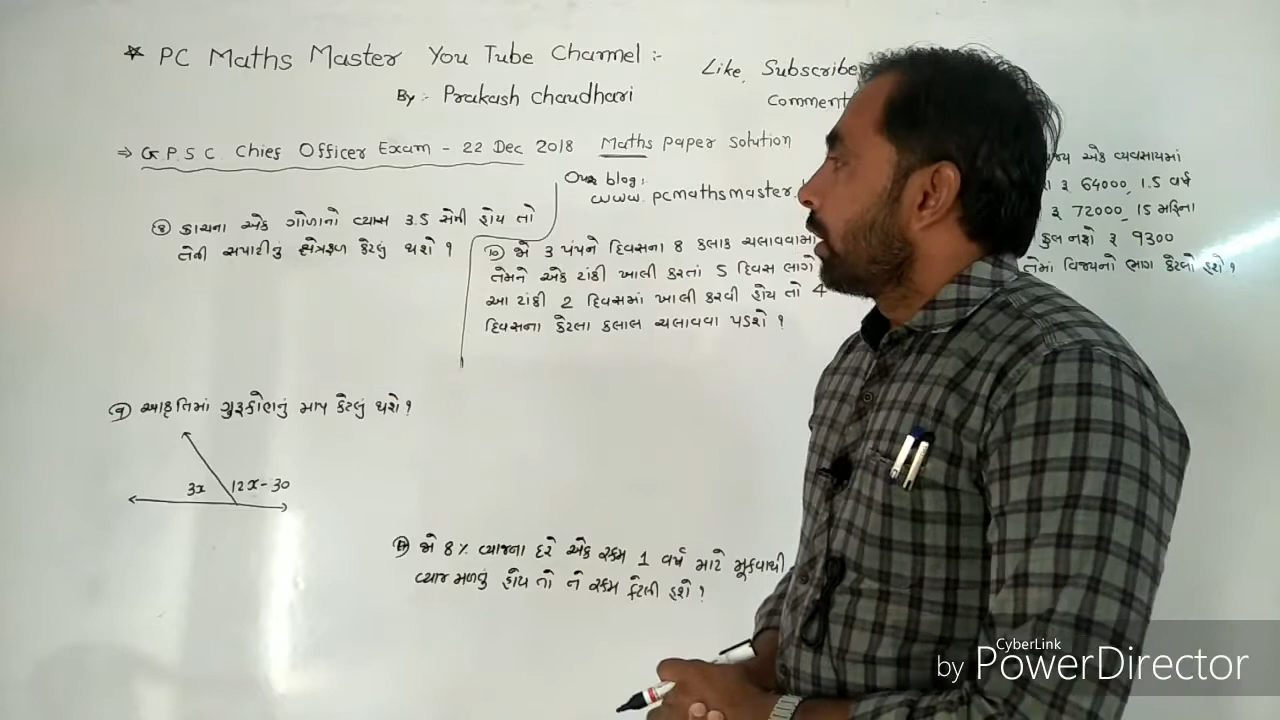 ☆ PC Maths Master You Tube Channel :-
Like, Subscribe
By :- Prakash Chaudhari
Comment
⇒ G.P.S.C. Chief Officer Exam - 22 Dec 2018 Maths paper solution
Our blog:
www.pcmathsmaster.
⑧ કાચના એક ગોળાનો વ્યાસ 3.5 સેમી હોય તો
તેની સપાટીનું ક્ષેત્રફળ કેટલું થશે ?
⑩ જો 3 પંપને દિવસના 8 કલાક ચલાવવામાં
તેમને એક ટાંકી ખાલી કરતાં 5 દિવસ લાગે
આ ટાંકી 2 દિવસમાં ખાલી કરવી હોય તો 4
દિવસના કેટલા કલાલ ચલાવવા પડશે ?
એક વ્યવસાયમાં
રૂ 64000, 1.5 વર્ષ
રૂ 72000, 15 મહિના
કુલ નફો રૂ 9300
તેમાં વિજયનો ભાગ કેટલો હશે ?
⑨ આકૃતિમાં ગુરુકોણનું માપ કેટલું થશે ?
3x 12x-30
જો 8% વ્યાજના દરે એક રકમ 1 વર્ષ માટે મૂકવાથી
વ્યાજ મળતું હોય તો તે રકમ કેટલી હશે ?
CyberLink
by PowerDirector